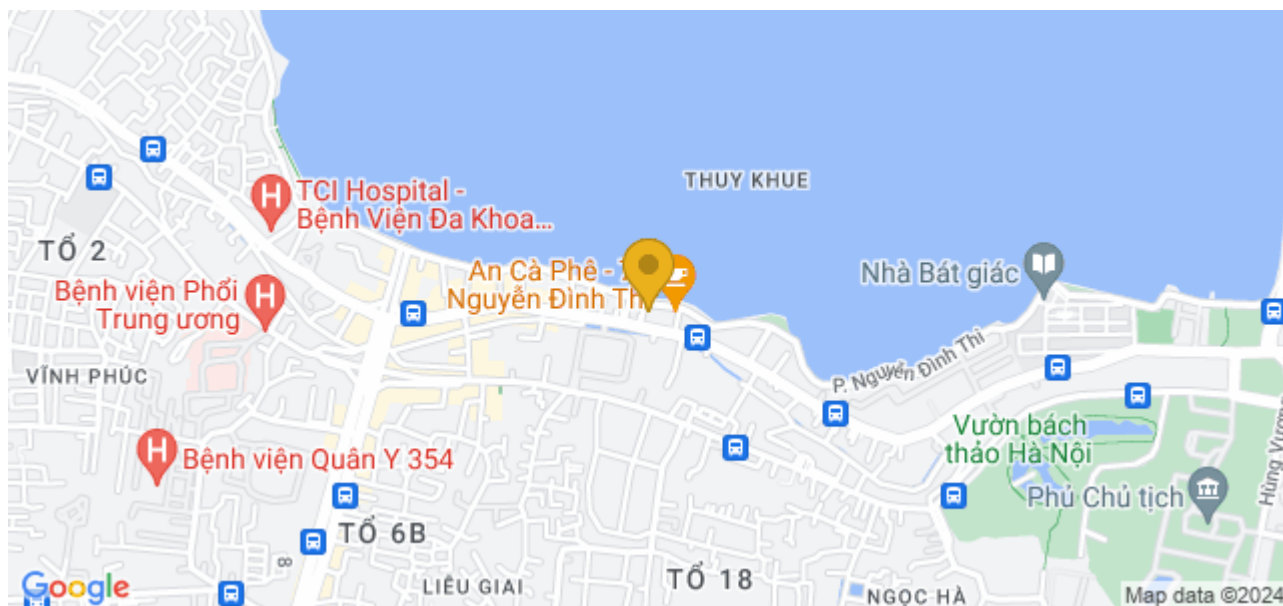 THUY KHUE
TCI Hospital -
Bệnh Viện Đa Khoa...
TỔ 2
Bệnh viện Phổi
Trung ương
An Cà Phê -
Nguyễn Đình Thi
Nhà Bát giác
VĨNH PHÚC
P. Nguyễn Đình Thi
Vườn bách
thảo Hà Nội
Bệnh viện Quân Y 354
Phủ Chủ tịch
TỔ 6B
LIỄU GIAI
TỔ 18
NGỌC HÀ
Google
Map data ©2024